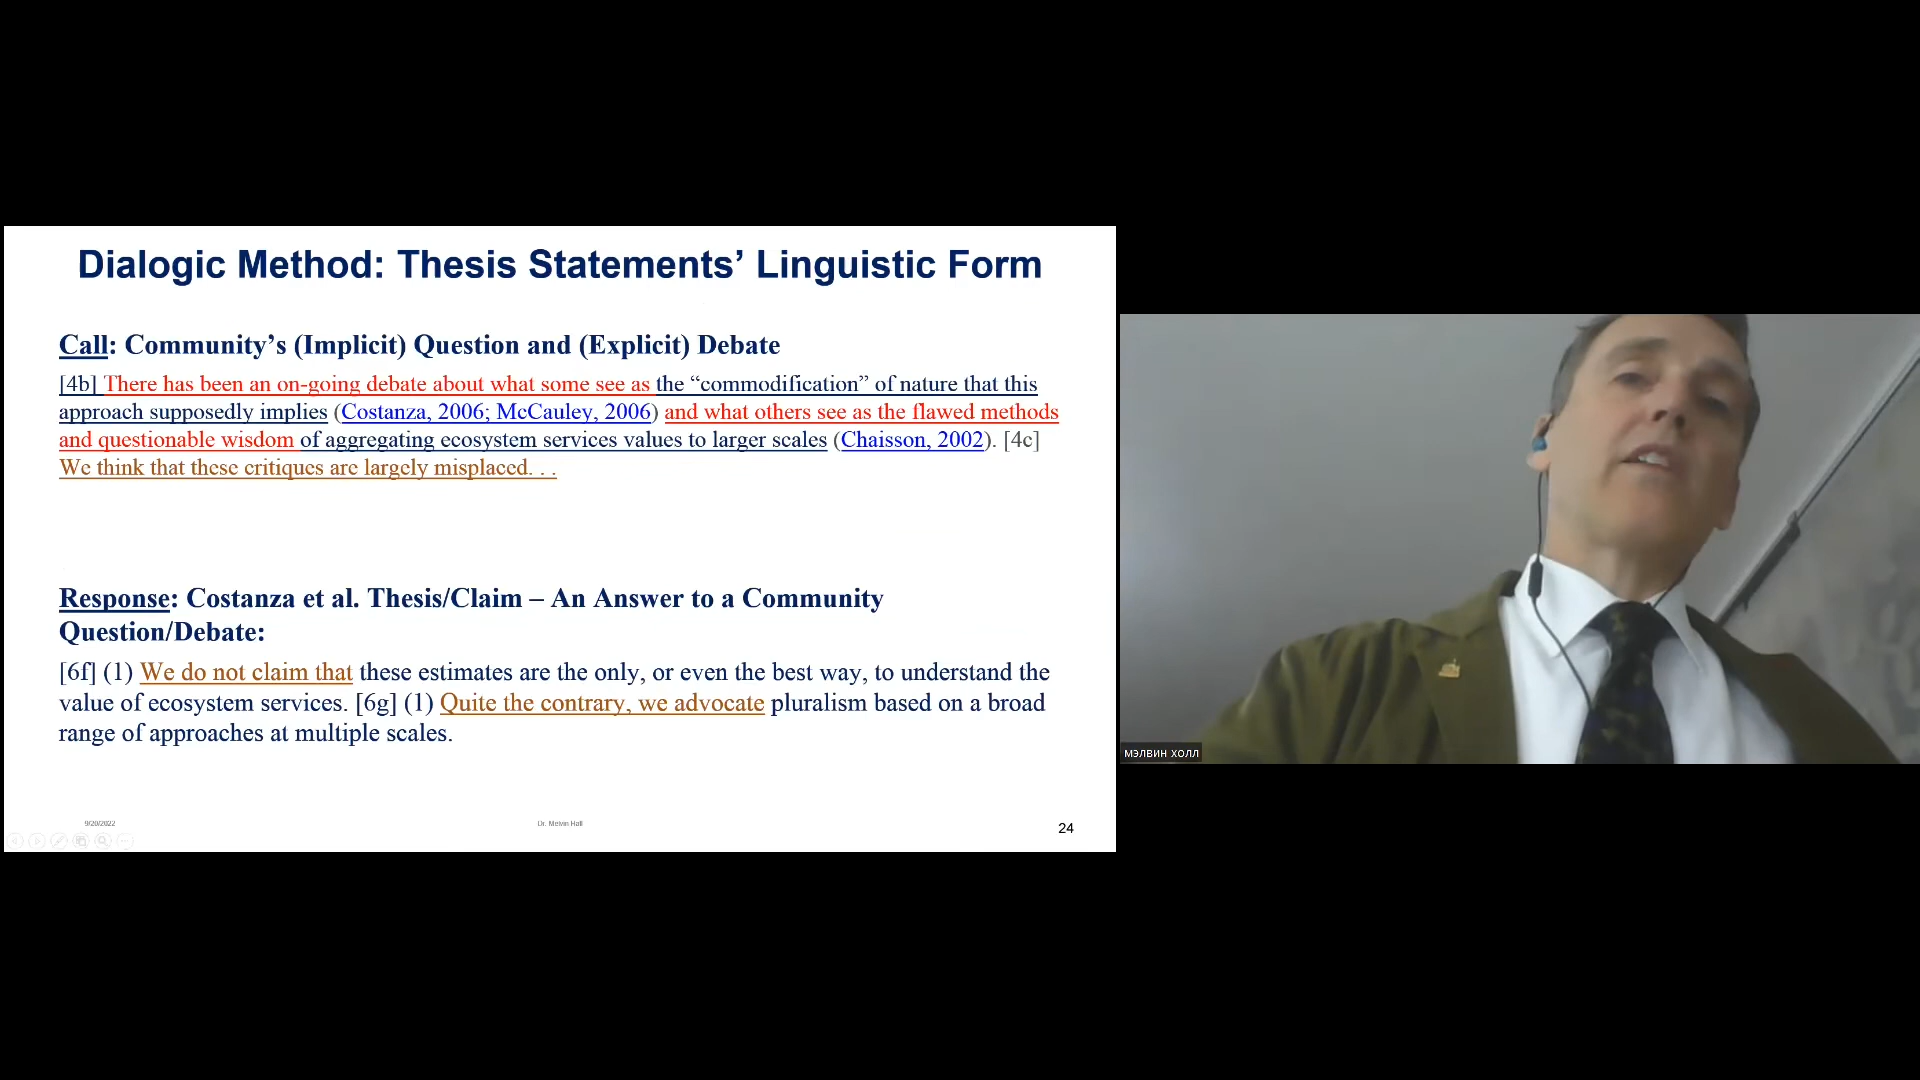 Dialogic Method: Thesis Statements’ Linguistic Form
Call: Community’s (Implicit) Question and (Explicit) Debate
[4b] There has been an on-going debate about what some see as the “commodification” of nature that this
approach supposedly implies (Costanza, 2006; McCauley, 2006) and what others see as the flawed methods
and questionable wisdom of aggregating ecosystem services values to larger scales (Chaisson, 2002). [4c]
We think that these critiques are largely misplaced. . .
Response: Costanza et al. Thesis/Claim – An Answer to a Community
Question/Debate:
[6f] (1) We do not claim that these estimates are the only, or even the best way, to understand the
value of ecosystem services. [6g] (1) Quite the contrary, we advocate pluralism based on a broad
range of approaches at multiple scales.
9/20/2022
Dr. Melvin Hall
24
мэлвин холл